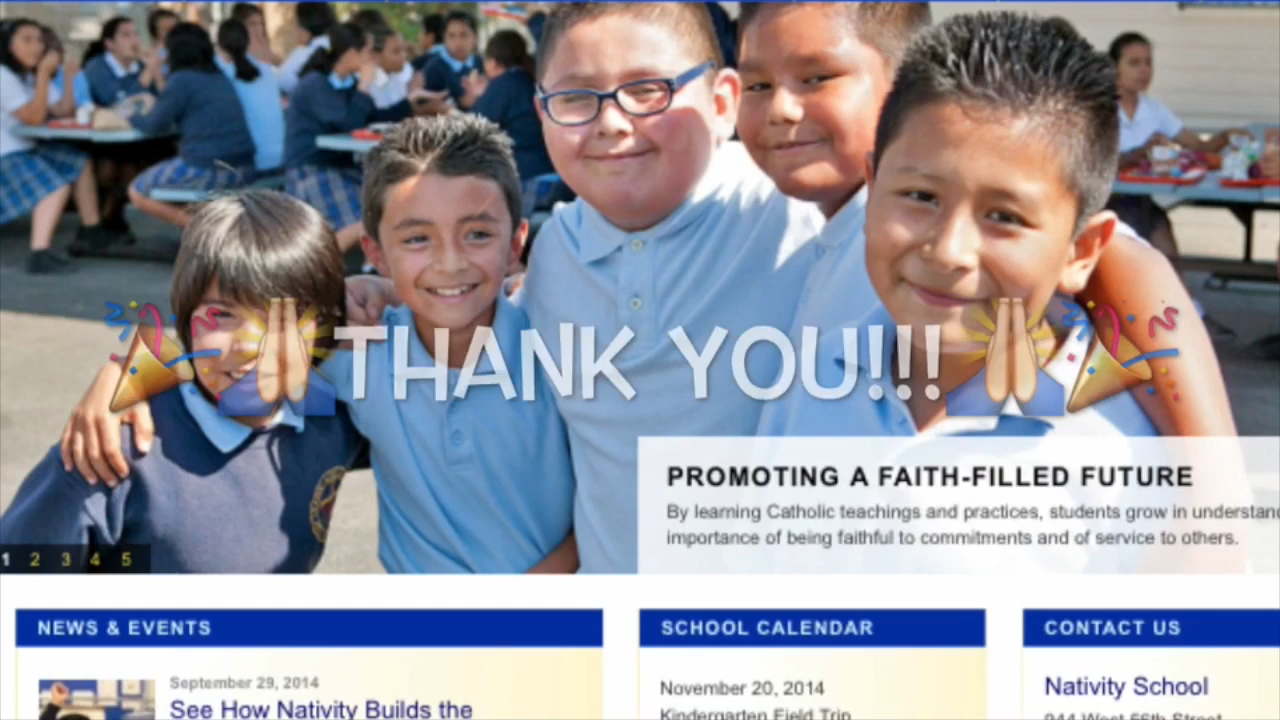 THANK YOU!!!
PROMOTING A FAITH-FILLED FUTURE
By learning Catholic teachings and practices, students grow in
importance of being faithful to commitments and of service to others.
1 2 3 4 5
NEWS & EVENTS
SCHOOL CALENDAR
CONTACT US
September 29, 2014
See How Nativity Builds the
November 20, 2014
Kindergarten Field Trip
Nativity School